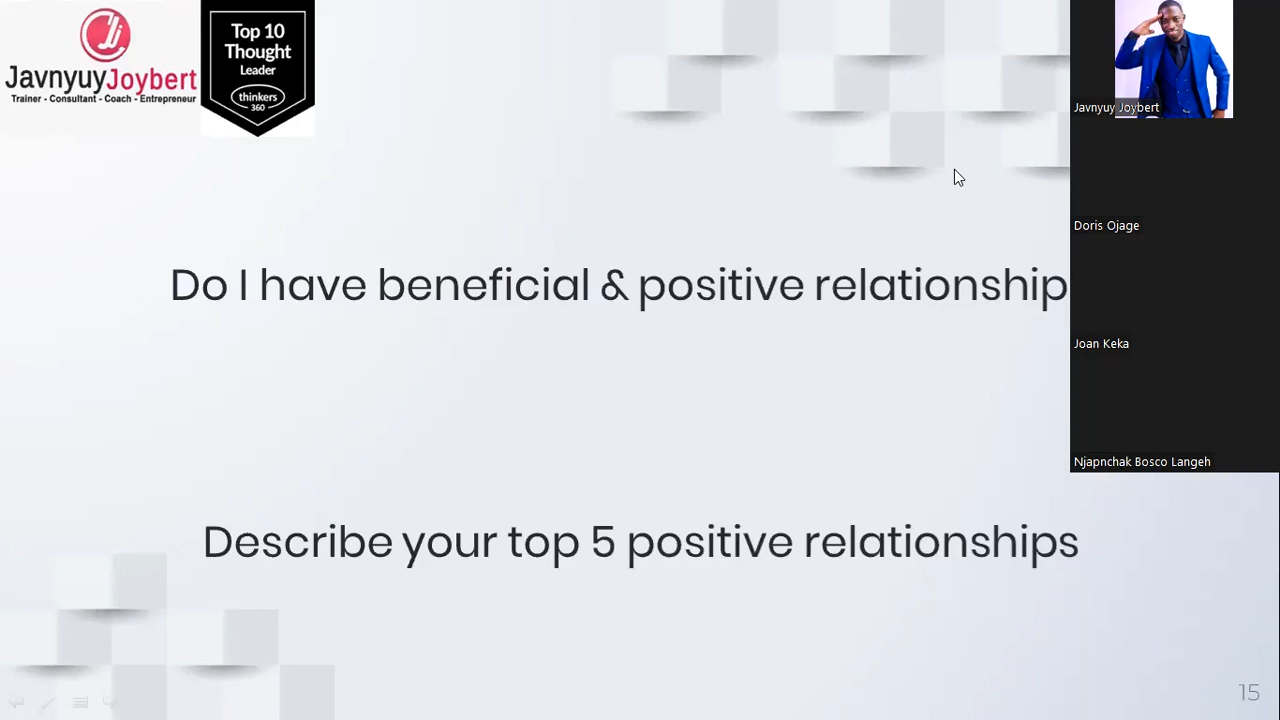 JavnyuyJoybert
Trainer - Consultant - Coach - Entrepreneur
Top 10
Thought
Leader
thinkers
360
Javnyuy Joybert
Doris Ojage
Do I have beneficial & positive relationship
Joan Keka
Njapnchak Bosco Langeh
Describe your top 5 positive relationships
15